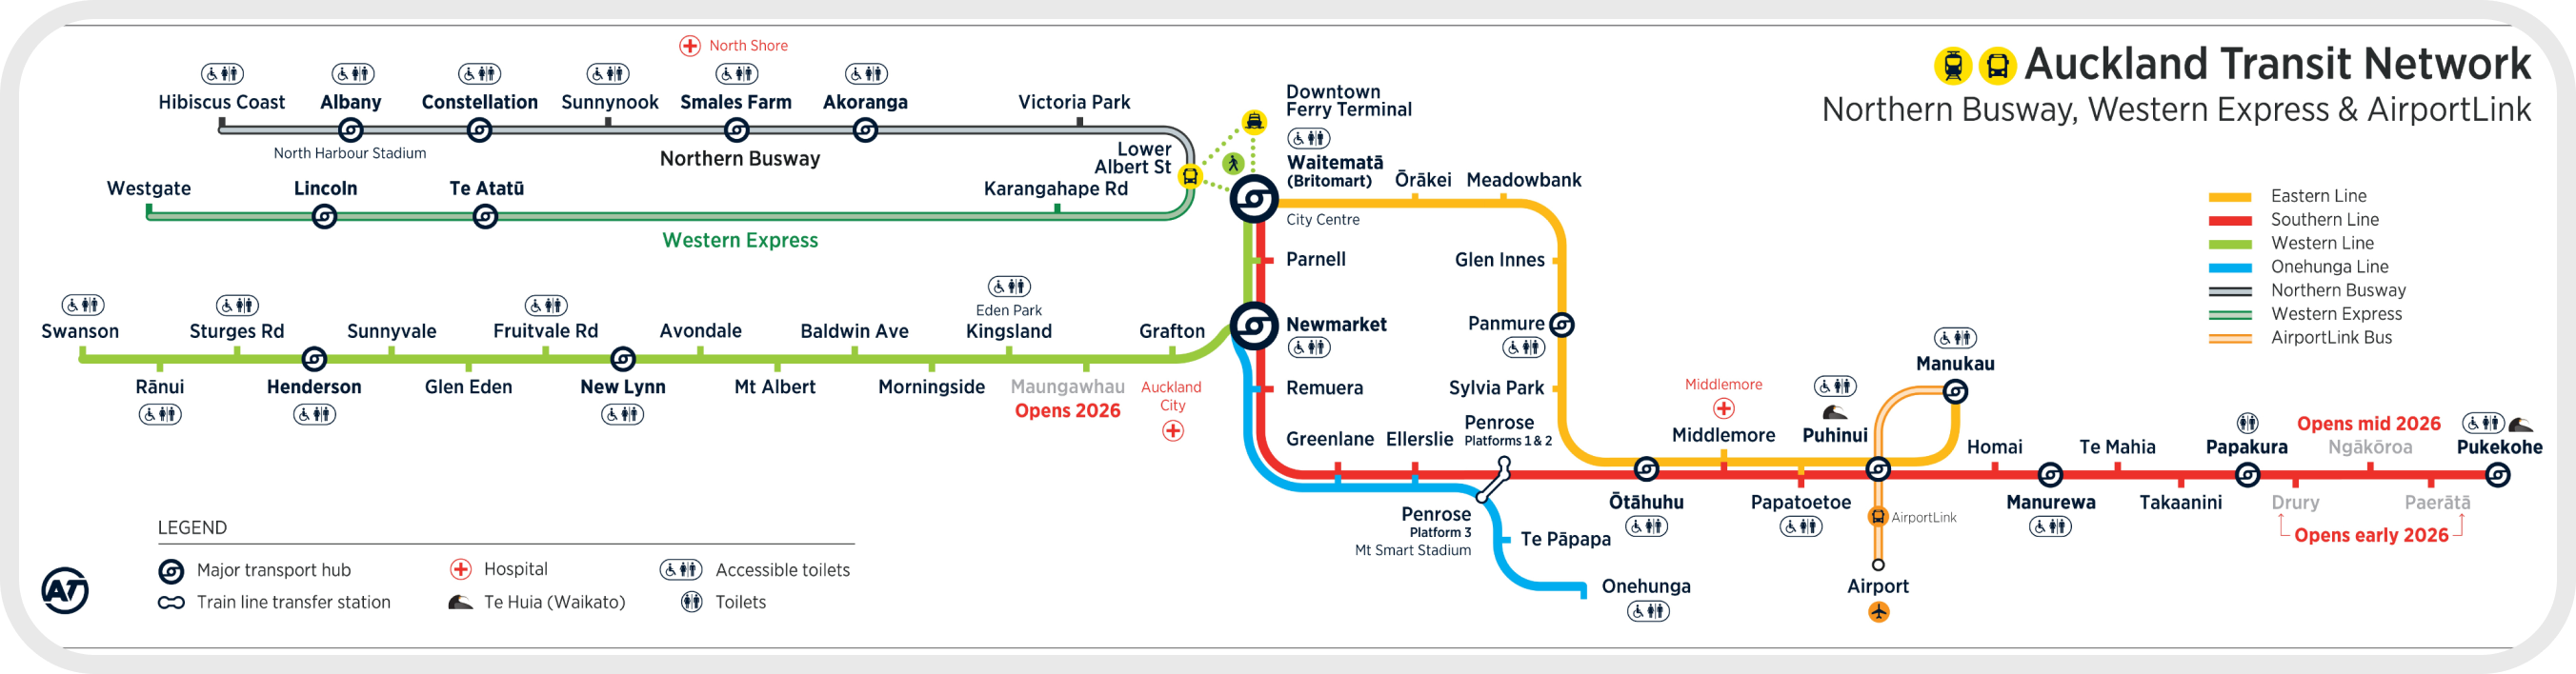 Auckland Transit Network
Northern Busway, Western Express & AirportLink
North Shore
Hibiscus Coast
Albany
Constellation
Sunnynook
Smales Farm
Akoranga
Victoria Park
North Harbour Stadium
Northern Busway
Lower
Albert St
Westgate
Lincoln
Te Atatū
Karangahape Rd
Western Express
Downtown
Ferry Terminal
Waitematā
(Britomart)
City Centre
Ōrākei
Meadowbank
Parnell
Glen Innes
Newmarket
Panmure
Remuera
Sylvia Park
Greenlane
Ellerslie
Penrose
Platforms 1 & 2
Swanson
Sturges Rd
Sunnyvale
Fruitvale Rd
Avondale
Baldwin Ave
Eden Park
Kingsland
Grafton
Rānui
Henderson
Glen Eden
New Lynn
Mt Albert
Morningside
Maungawhau
Opens 2026
Auckland
City
Penrose
Platform 3
Mt Smart Stadium
Te Pāpapa
Onehunga
Middlemore
Middlemore
Puhinui
Manukau
Homai
Te Mahia
Papakura
Opens mid 2026
Ngākōroa
Pukekohe
Ōtāhuhu
Papatoetoe
AirportLink
Airport
Manurewa
Takaanini
Drury
Paerātā
Opens early 2026
Eastern Line
Southern Line
Western Line
Onehunga Line
Northern Busway
Western Express
AirportLink Bus
LEGEND
Major transport hub
Train line transfer station
Hospital
Te Huia (Waikato)
Accessible toilets
Toilets
AT